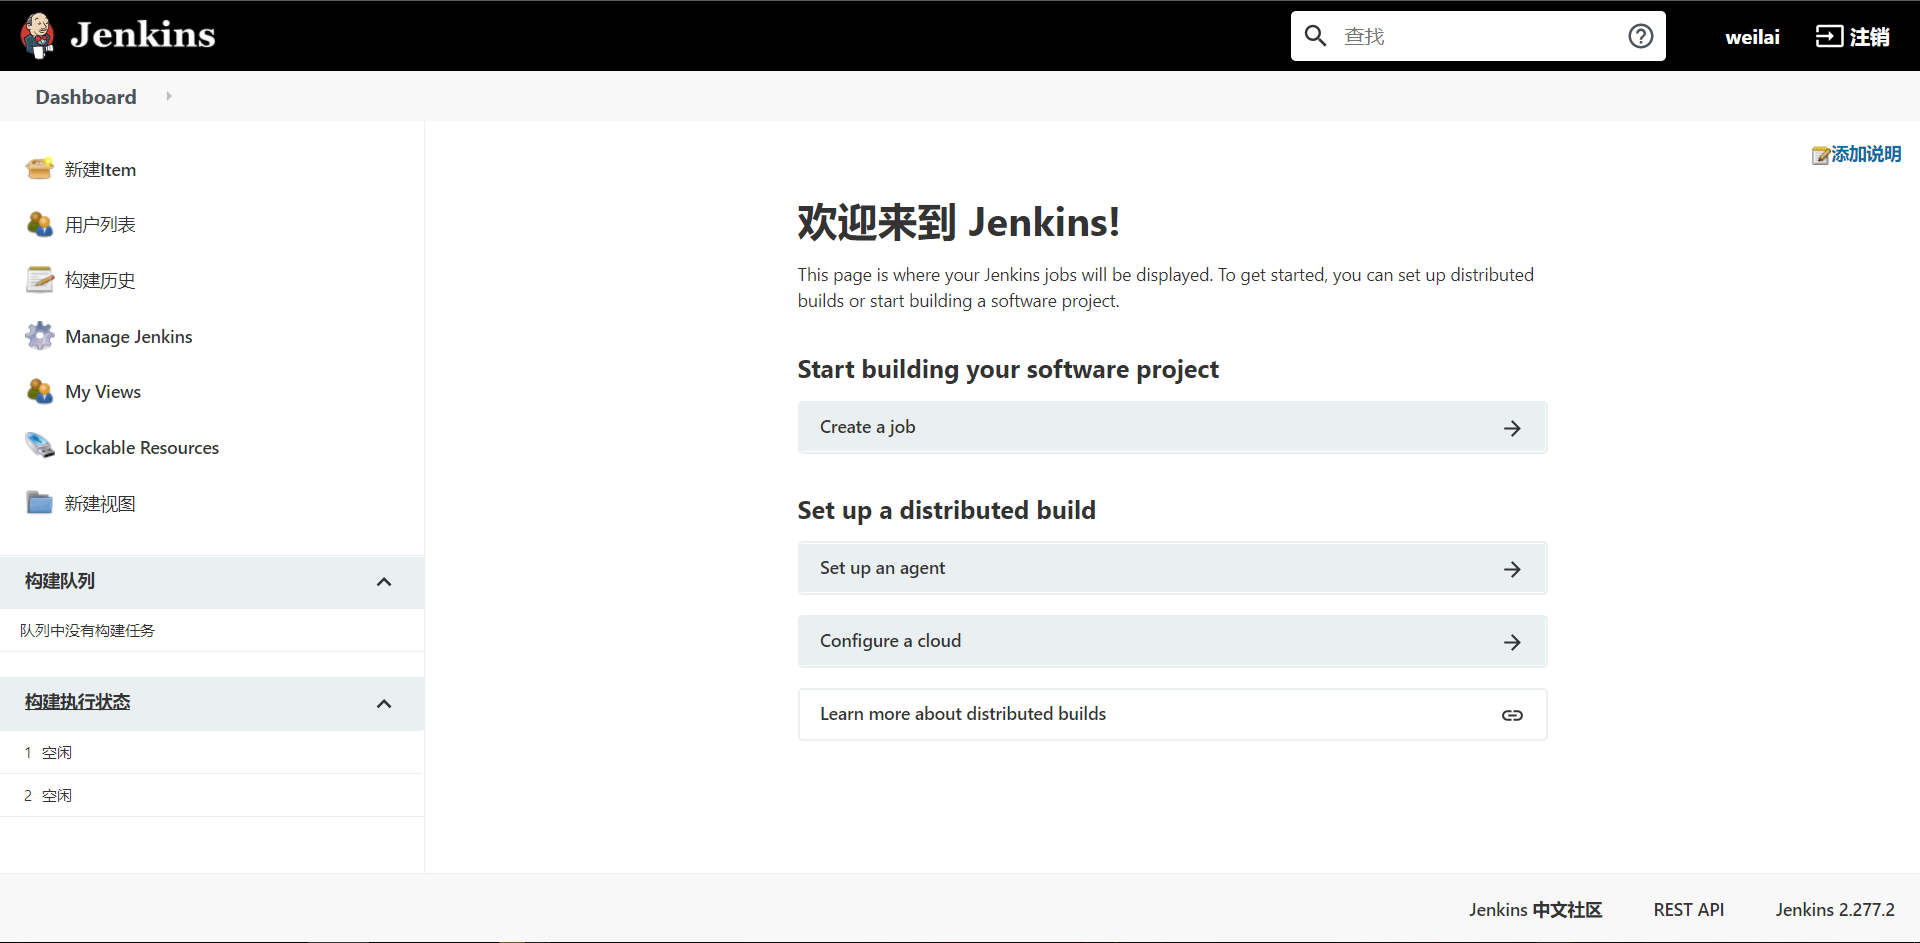 Jenkins
查找
weilai
注销
Dashboard
新建Item
用户列表
构建历史
Manage Jenkins
My Views
Lockable Resources
新建视图
构建队列
队列中没有构建任务
构建执行状态
1 空闲
2 空闲
添加说明
欢迎来到 Jenkins!
This page is where your Jenkins jobs will be displayed. To get started, you can set up distributed
builds or start building a software project.
Start building your software project
Create a job
Set up a distributed build
Set up an agent
Configure a cloud
Learn more about distributed builds
Jenkins 中文社区
REST API
Jenkins 2.277.2